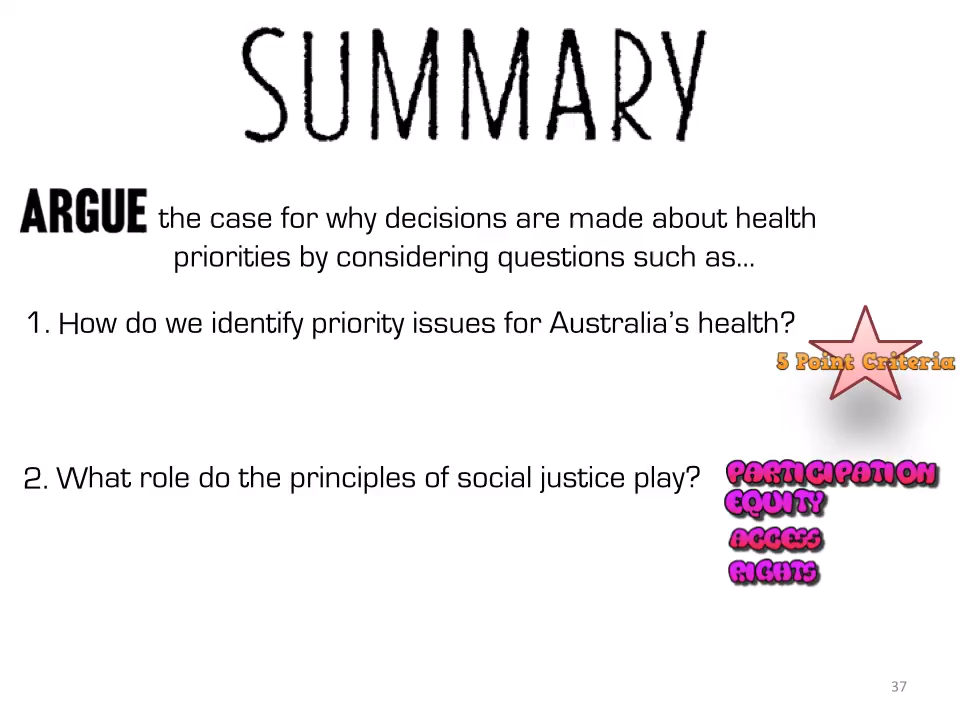 SUMMARY
ARGUE the case for why decisions are made about health
priorities by considering questions such as...
1. How do we identify priority issues for Australia's health?
5 Point Criteria
2. What role do the principles of social justice play?
PARTICIPATION
EQUITY
ACCESS
RIGHTS
37